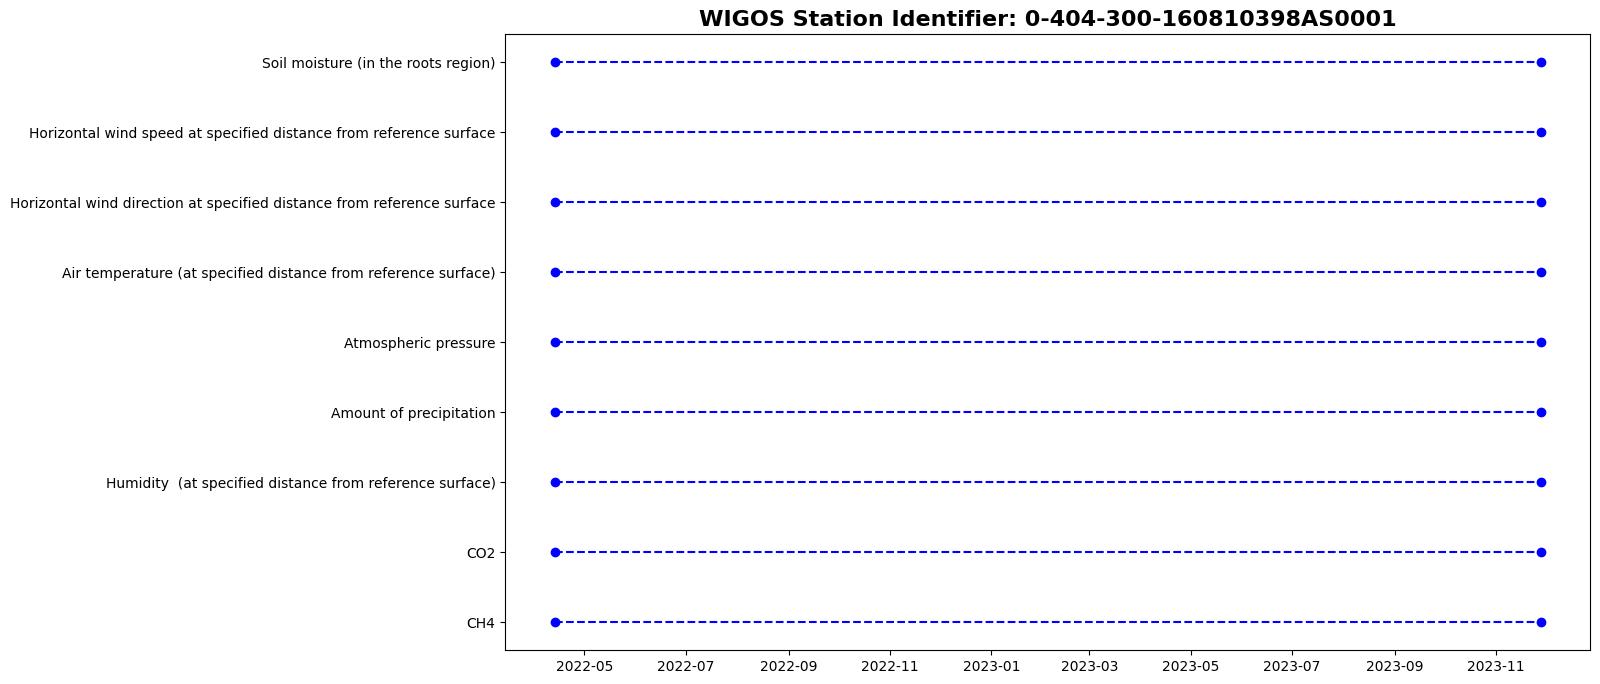 WIGOS Station Identifier: 0-404-300-160810398AS0001
Soil moisture (in the roots region)
Horizontal wind speed at specified distance from reference surface
Horizontal wind direction at specified distance from reference surface
Air temperature (at specified distance from reference surface)
Atmospheric pressure
Amount of precipitation
Humidity  (at specified distance from reference surface)
CO2
CH4
2022-05 2022-07 2022-09 2022-11 2023-01 2023-03 2023-05 2023-07 2023-09 2023-11